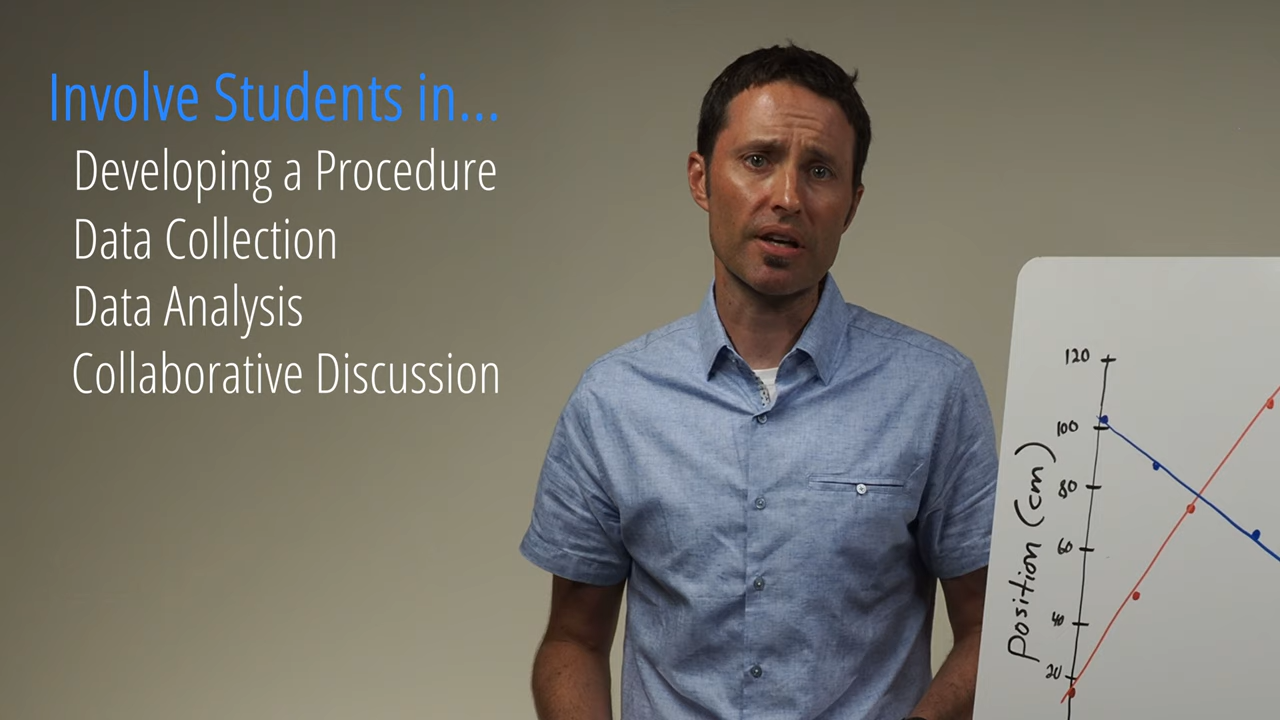 Involve Students in...
Developing a Procedure
Data Collection
Data Analysis
Collaborative Discussion
120
100
80
60
40
20
Position (cm)